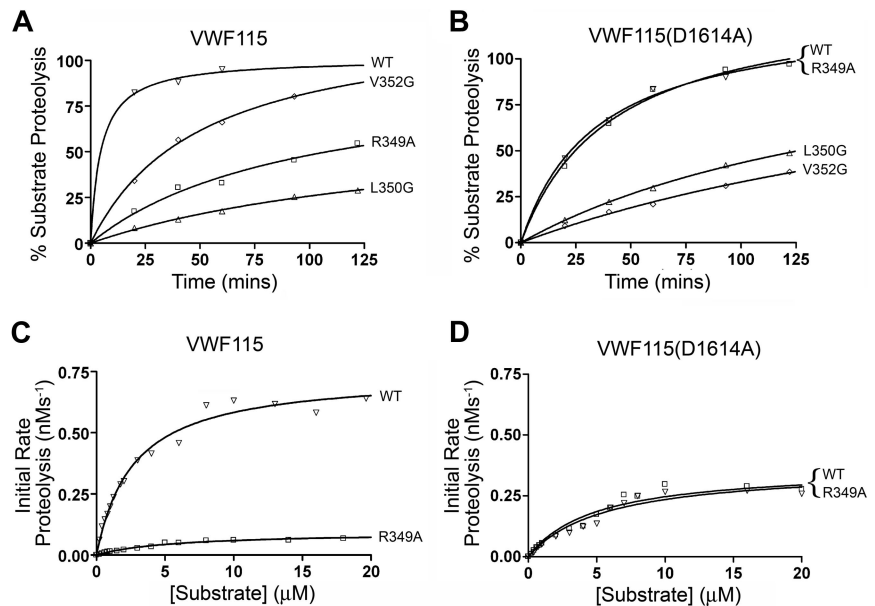 A
VWF115
% Substrate Proteolysis
100
75
50
25
0
0 25 50 75 100 125
Time (mins)
WT
V352G
R349A
L350G
B
VWF115(D1614A)
% Substrate Proteolysis
100
75
50
25
0
0 25 50 75 100 125
Time (mins)
WT
R349A
L350G
V352G
C
VWF115
Initial Rate
Proteolysis (nMs-1)
0.75
0.50
0.25
0.00
0 5 10 15 20
[Substrate] (μM)
WT
R349A
D
VWF115(D1614A)
Initial Rate
Proteolysis (nMs-1)
0.75
0.50
0.25
0.00
0 5 10 15 20
[Substrate] (μM)
WT
R349A